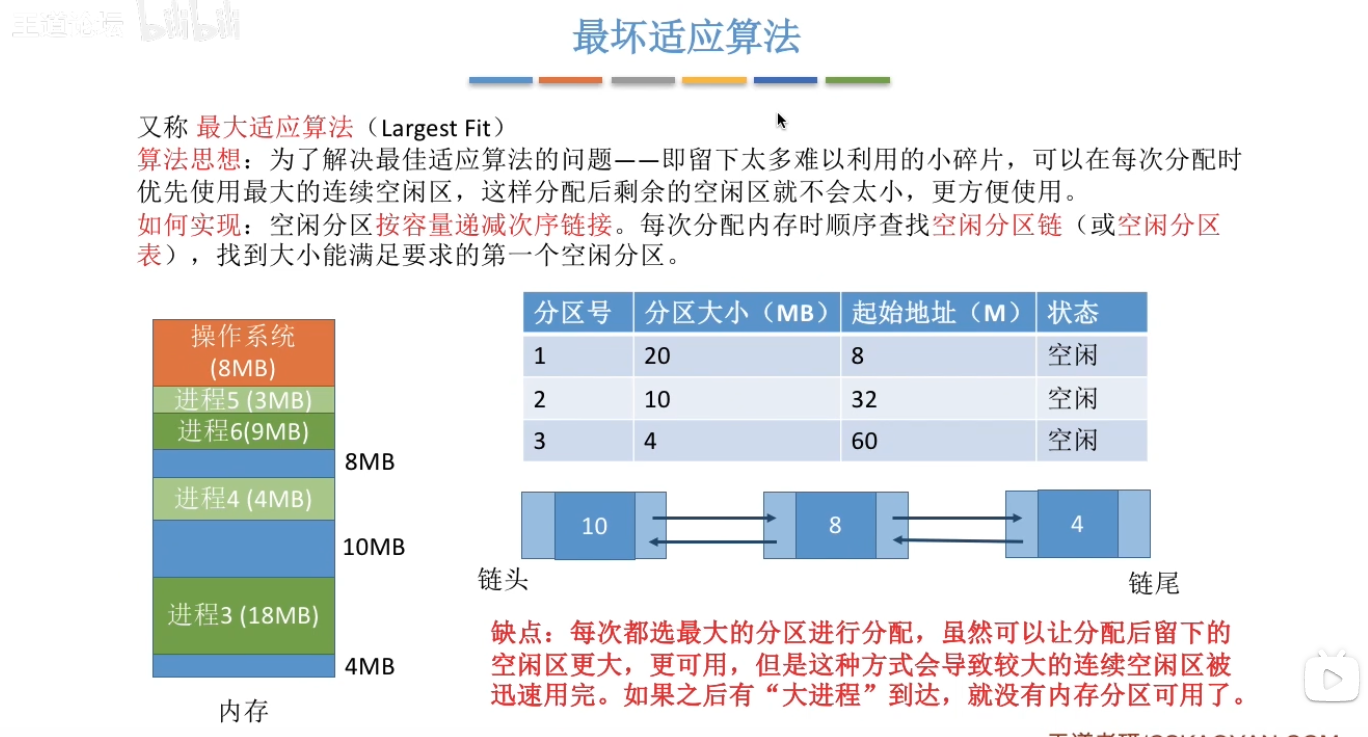 王道论坛 bilibili
最坏适应算法
又称 最大适应算法（Largest Fit）
算法思想：为了解决最佳适应算法的问题——即留下太多难以利用的小碎片，可以在每次分配时
优先使用最大的连续空闲区，这样分配后剩余的空闲区就不会太小，更方便使用。
如何实现：空闲分区按容量递减次序链接。每次分配内存时顺序查找空闲分区链（或空闲分区
表），找到大小能满足要求的第一个空闲分区。
操作系统
(8MB)
进程5 (3MB)
进程6(9MB)
8MB
进程4 (4MB)
10MB
进程3 (18MB)
4MB
内存
分区号 分区大小（MB） 起始地址（M） 状态
1 20 8 空闲
2 10 32 空闲
3 4 60 空闲
10 8 4
链头 链尾
缺点：每次都选最大的分区进行分配，虽然可以让分配后留下的
空闲区更大，更可用，但是这种方式会导致较大的连续空闲区被
迅速用完。如果之后有“大进程”到达，就没有内存分区可用了。